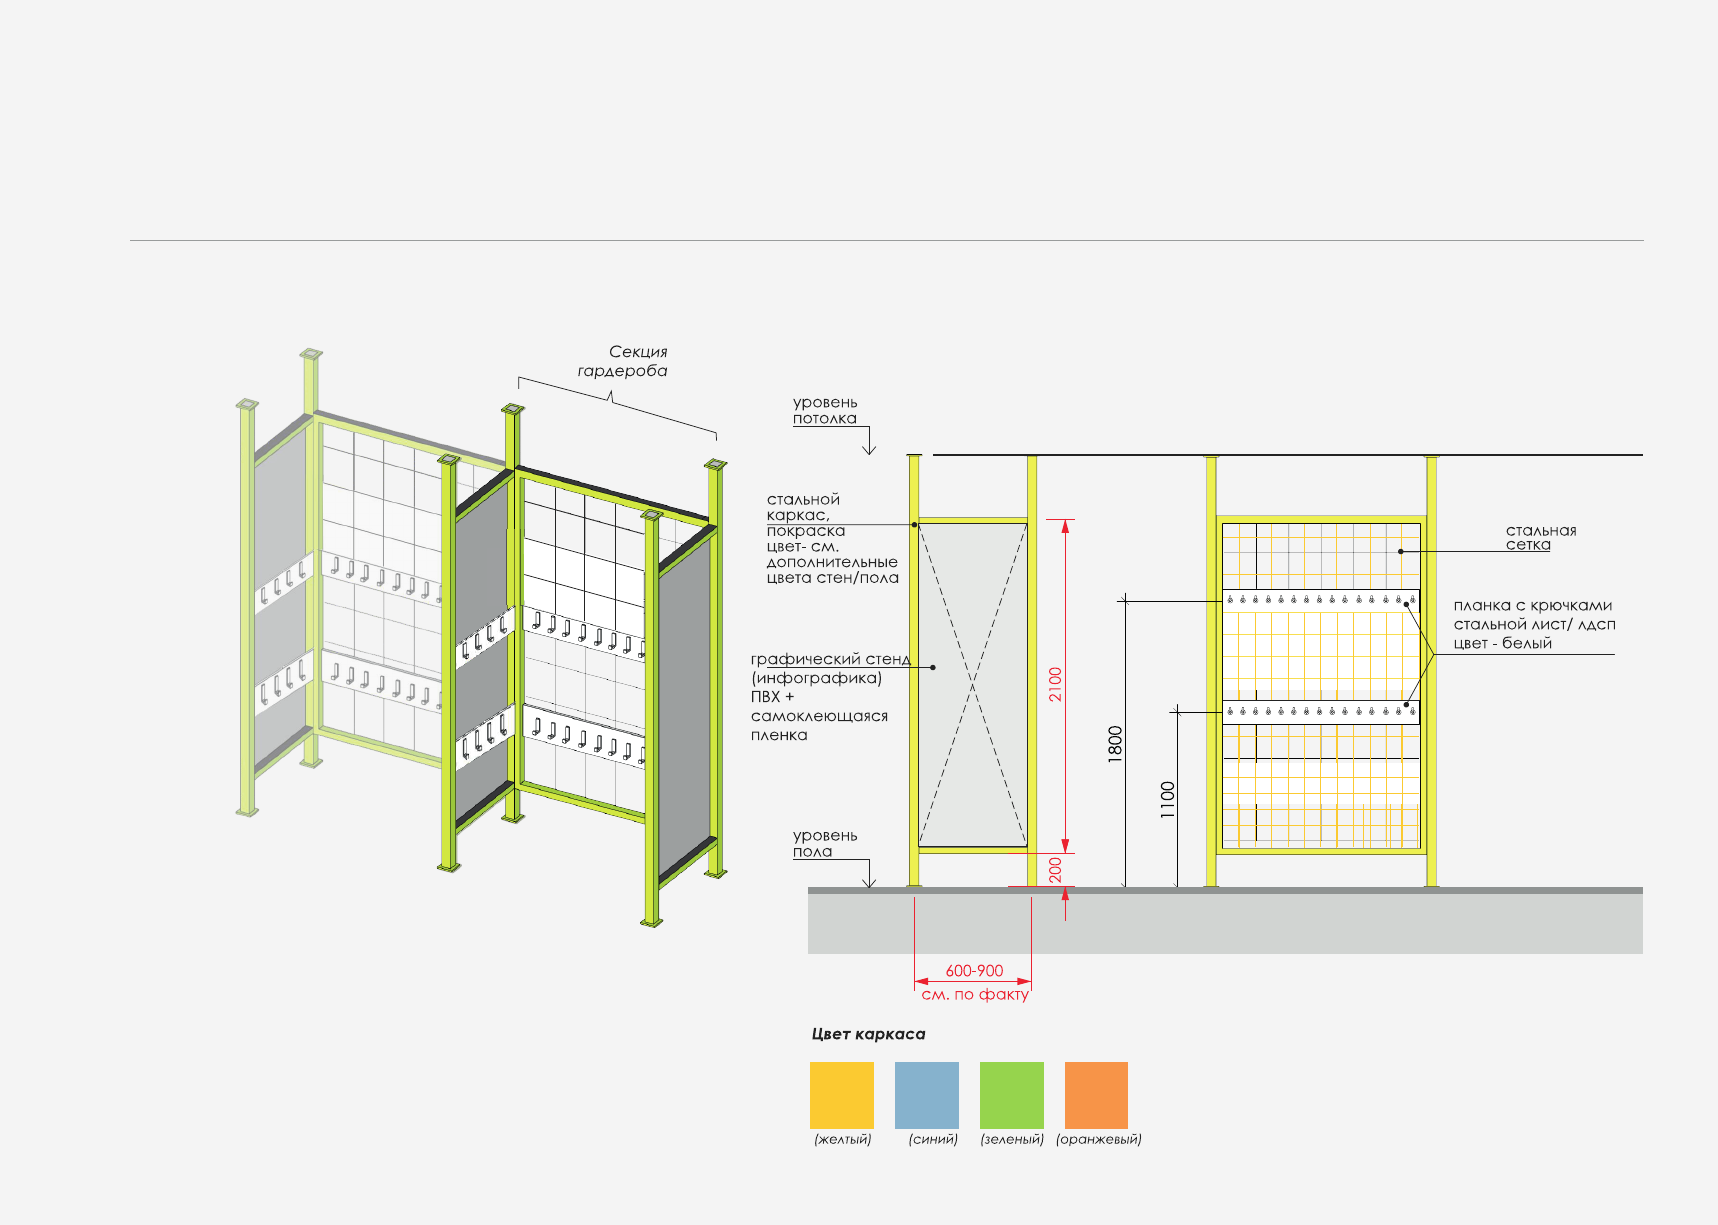 Секция
гардероба
уровень
потолка
стальной
каркас,
покраска
цвет- см.
дополнительные
цвета стен/пола
графический стенд
(инфографика)
ПВХ +
самоклеющаяся
пленка
уровень
пола
2100
200
600-900
см. по факту
1800
1100
стальная
сетка
планка с крючками
стальной лист/ лдсп
цвет - белый
Цвет каркаса
(желтый)
(синий)
(зеленый)
(оранжевый)